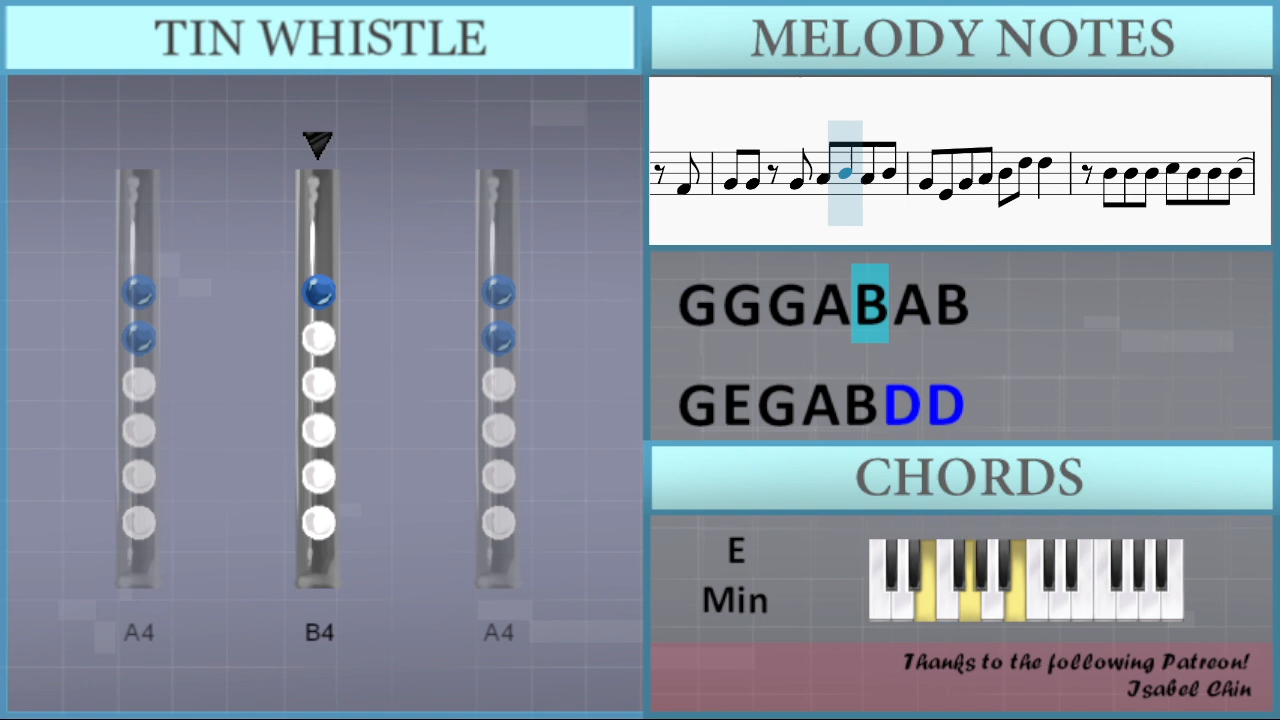 TIN WHISTLE
A4 B4 A4
MELODY NOTES
GGGABAB
GEGABDD
CHORDS
E
Min
Thanks to the following Patreon!
Isabel Chin